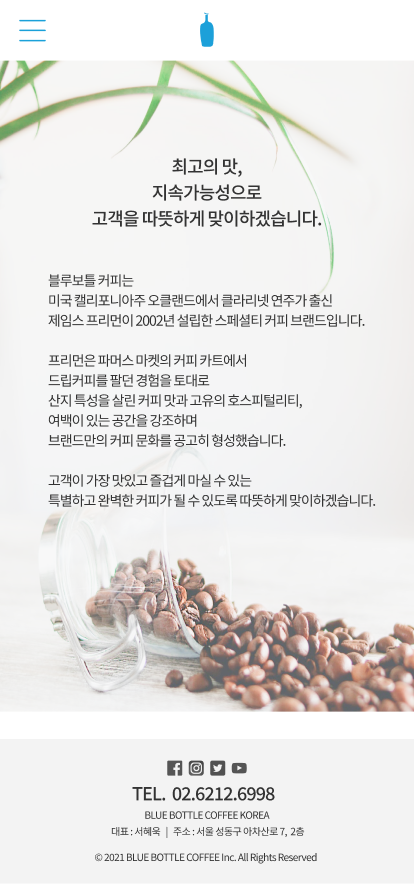 최고의 맛,
지속가능성으로
고객을 따뜻하게 맞이하겠습니다.
블루보틀 커피는
미국 캘리포니아주 오클랜드에서 클라리넷 연주가 출신
제임스 프리먼이 2002년 설립한 스페셜티 커피 브랜드입니다.
프리먼은 파머스 마켓의 커피 카트에서
드립커피를 팔던 경험을 토대로
산지 특성을 살린 커피 맛과 고유의 호스피털리티,
여백이 있는 공간을 강조하며
브랜드만의 커피 문화를 공고히 형성했습니다.
고객이 가장 맛있고 즐겁게 마실 수 있는
특별하고 완벽한 커피가 될 수 있도록 따뜻하게 맞이하겠습니다.
TEL. 02.6212.6998
BLUE BOTTLE COFFEE KOREA
대표 : 서혜욱 | 주소 : 서울 성동구 아차산로 7, 2층
© 2021 BLUE BOTTLE COFFEE Inc. All Rights Reserved